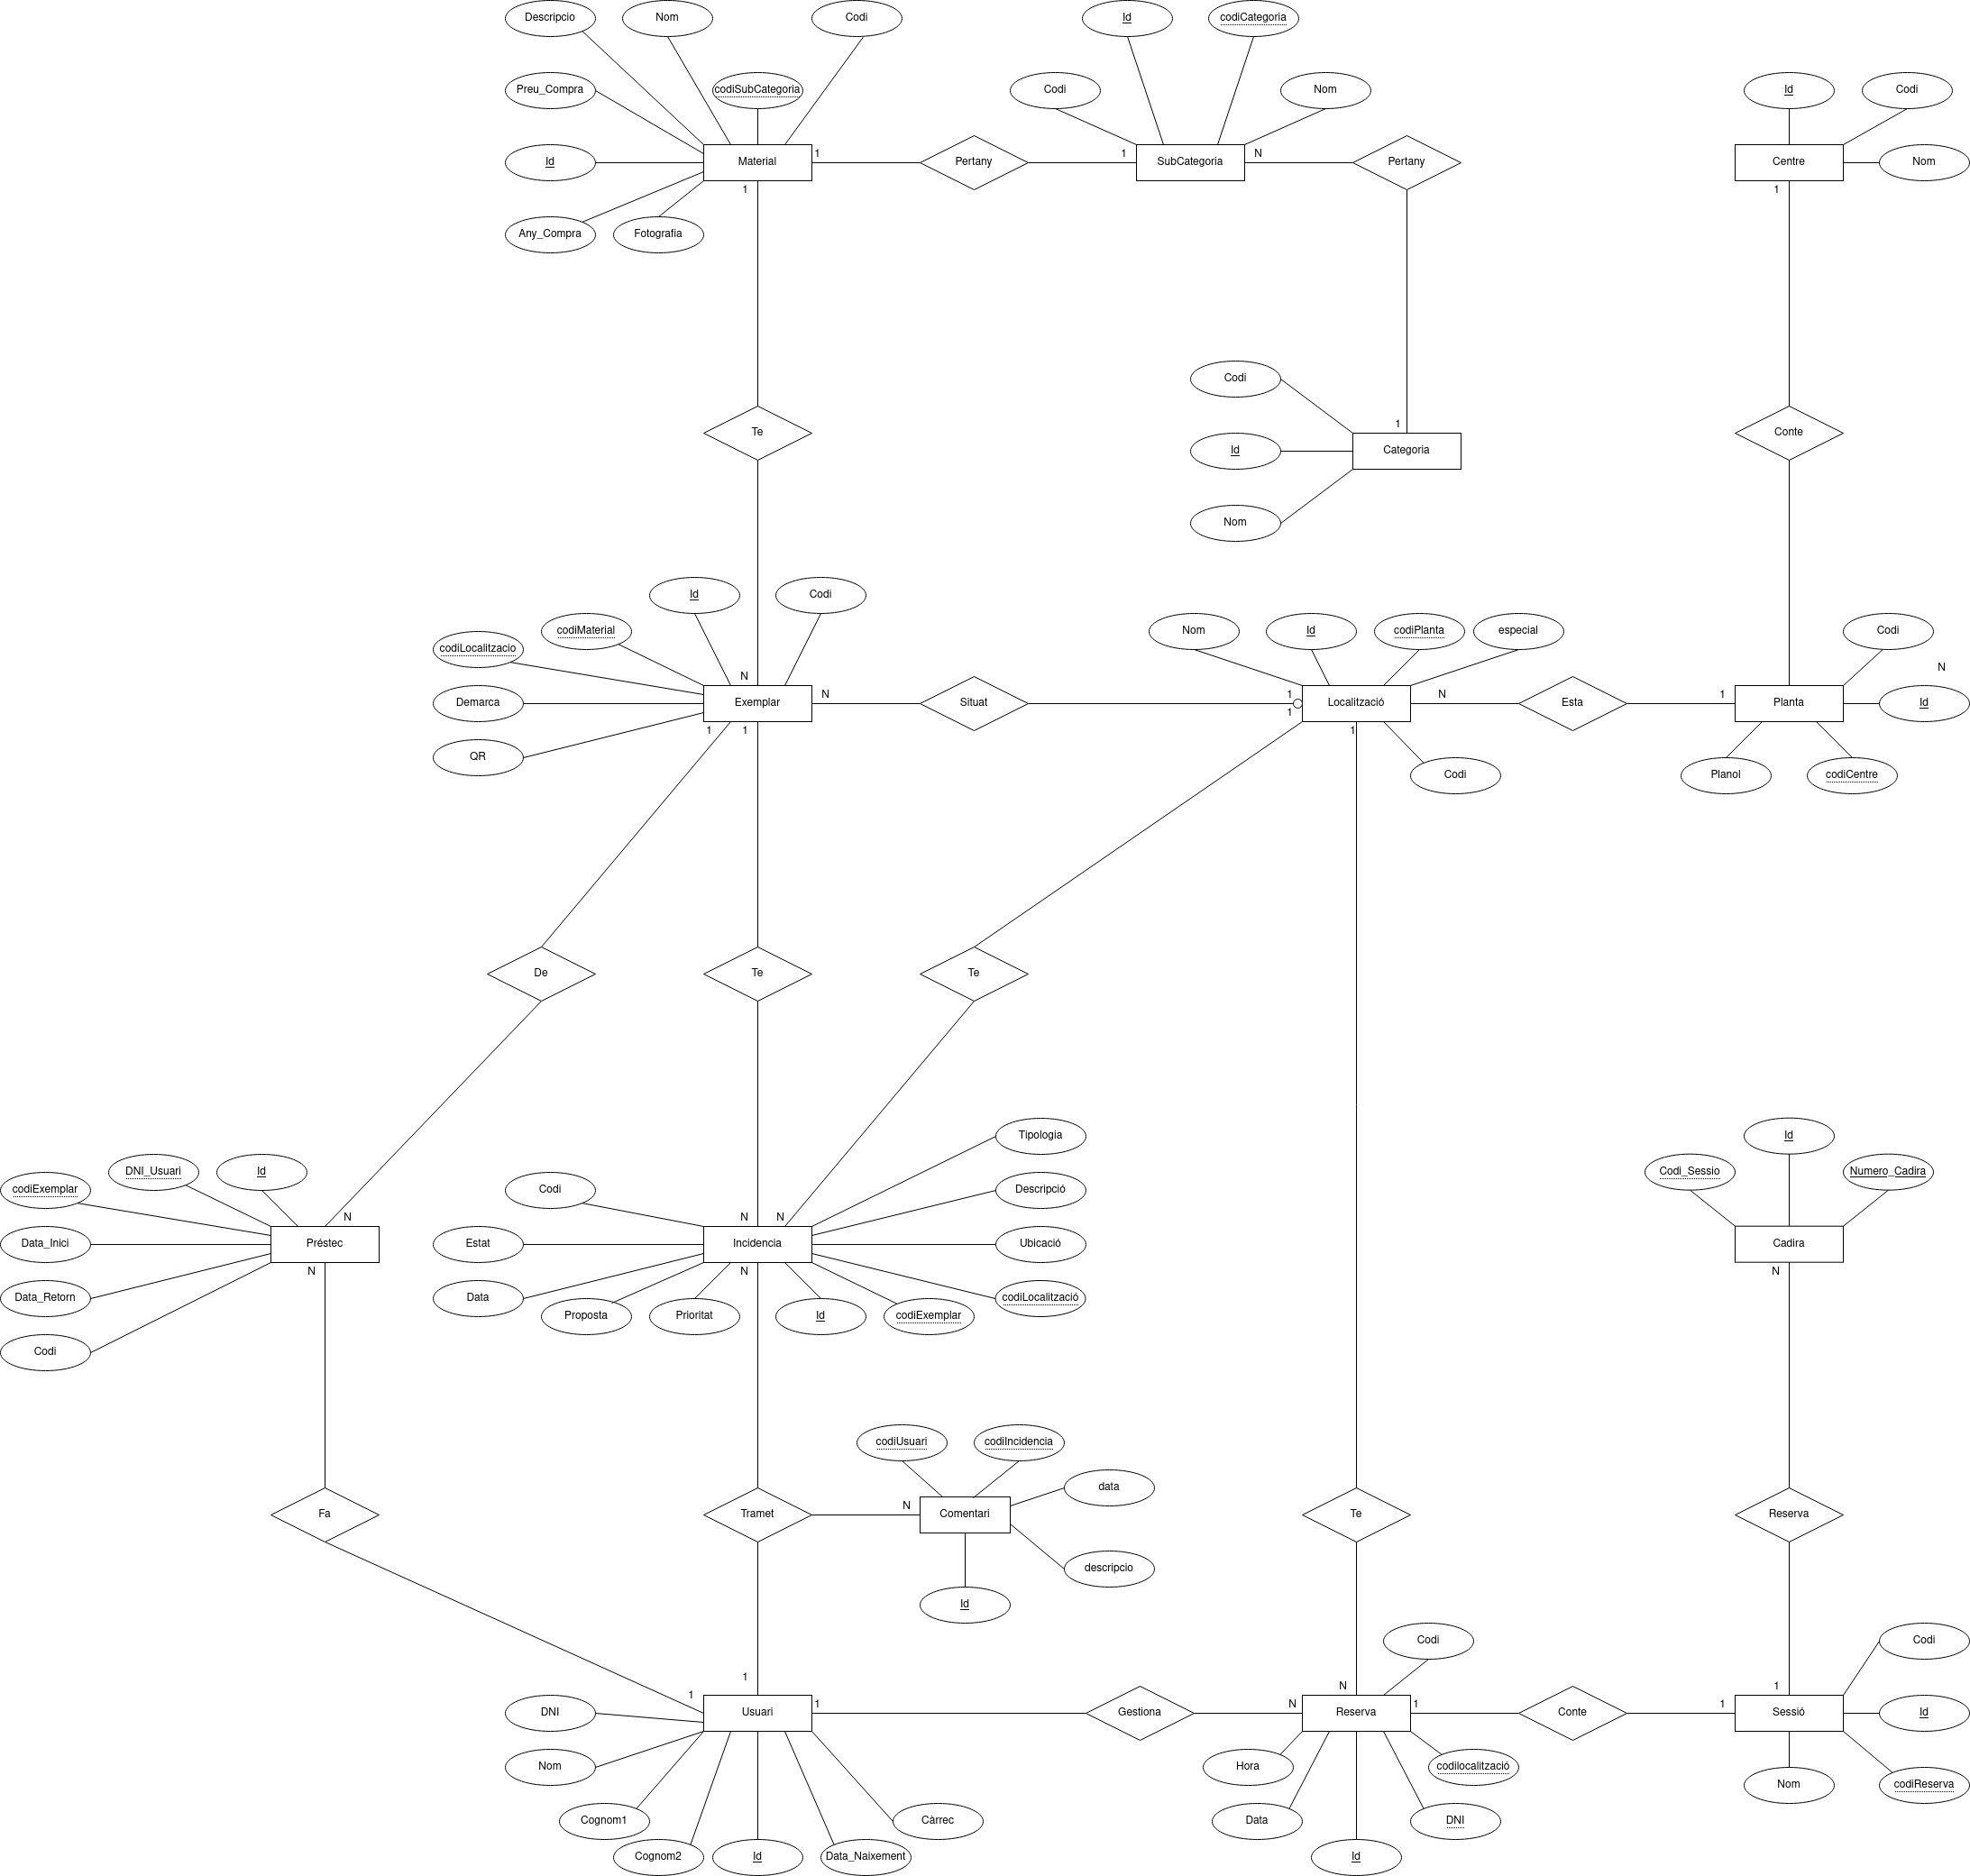 Descripcio
Nom
Codi
Id
codiCategoria
Preu_Compra
codiSubCategoria
Codi
Nom
Id
Codi
Id
Material
1
Pertany
1
SubCategoria
N
Pertany
Centre
Nom
1
1
Any_Compra
Fotografia
Codi
1
Te
Conte
Id
Categoria
Nom
Id
Codi
codiMaterial
Nom
Id
codiPlanta
especial
Codi
codiLocalitzacio
N
N
Demarca
Exemplar
N
Situat
1
1
Localització
N
Esta
1
Planta
Id
1
1
1
QR
Codi
Planol
codiCentre
De
Te
Te
Tipologia
Id
DNI_Usuari
Id
Codi_Sessio
Numero_Cadira
codiExemplar
Codi
Descripció
N
N
N
Data_Inici
Préstec
Estat
Incidencia
Ubicació
Cadira
N
N
N
Data_Retorn
Data
codiLocalització
Proposta
Prioritat
Id
codiExemplar
Codi
codiUsuari
codiIncidencia
data
N
Fa
Tramet
Comentari
Te
Reserva
descripcio
Id
Codi
Codi
1
1
N
1
DNI
Usuari
1
Gestiona
N
Reserva
1
Conte
1
Sessió
Id
Nom
Hora
codilocalització
Nom
codiReserva
Cognom1
Càrrec
Data
DNI
Cognom2
Id
Data_Naixement
Id